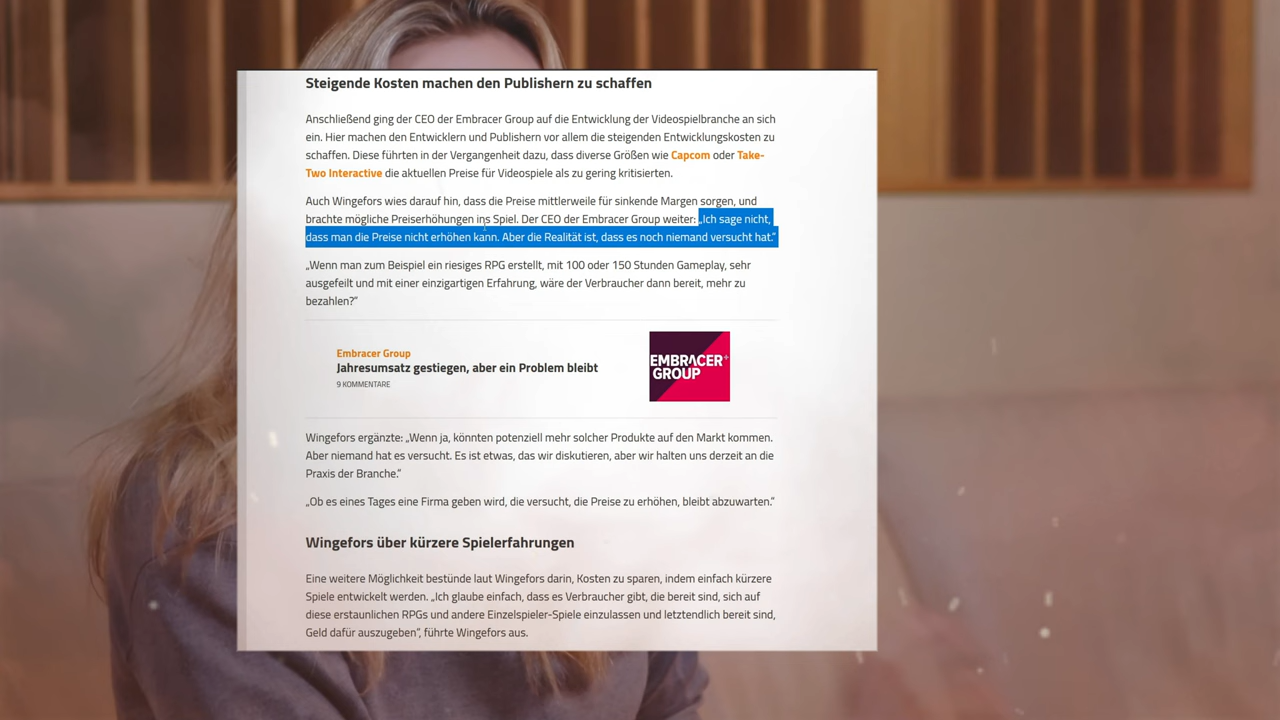 Steigende Kosten machen den Publishern zu schaffen
Anschließend ging der CEO der Embracer Group auf die Entwicklung der Videospielbranche an sich
ein. Hier machen den Entwicklern und Publishern vor allem die steigenden Entwicklungskosten zu
schaffen. Diese führten in der Vergangenheit dazu, dass diverse Größen wie Capcom oder Take-
Two Interactive die aktuellen Preise für Videospiele als zu gering kritisierten.
Auch Wingefors wies darauf hin, dass die Preise mittlerweile für sinkende Margen sorgen, und
brachte mögliche Preiserhöhungen ins Spiel. Der CEO der Embracer Group weiter: „Ich sage nicht,
dass man die Preise nicht erhöhen kann. Aber die Realität ist, dass es noch niemand versucht hat.“
„Wenn man zum Beispiel ein riesiges RPG erstellt, mit 100 oder 150 Stunden Gameplay, sehr
ausgefeilt und mit einer einzigartigen Erfahrung, wäre der Verbraucher dann bereit, mehr zu
bezahlen?“
Embracer Group
Jahresumsatz gestiegen, aber ein Problem bleibt
9 KOMMENTARE
EMBRACER+
GROUP
Wingefors ergänzte: „Wenn ja, könnten potenziell mehr solcher Produkte auf den Markt kommen.
Aber niemand hat es versucht. Es ist etwas, das wir diskutieren, aber wir halten uns derzeit an die
Praxis der Branche.“
„Ob es eines Tages eine Firma geben wird, die versucht, die Preise zu erhöhen, bleibt abzuwarten.“
Wingefors über kürzere Spielerfahrungen
Eine weitere Möglichkeit bestünde laut Wingefors darin, Kosten zu sparen, indem einfach kürzere
Spiele entwickelt werden. „Ich glaube einfach, dass es Verbraucher gibt, die bereit sind, sich auf
diese erstaunlichen RPGs und andere Einzelspieler-Spiele einzulassen und letztendlich bereit sind,
Geld dafür auszugeben“, führte Wingefors aus.